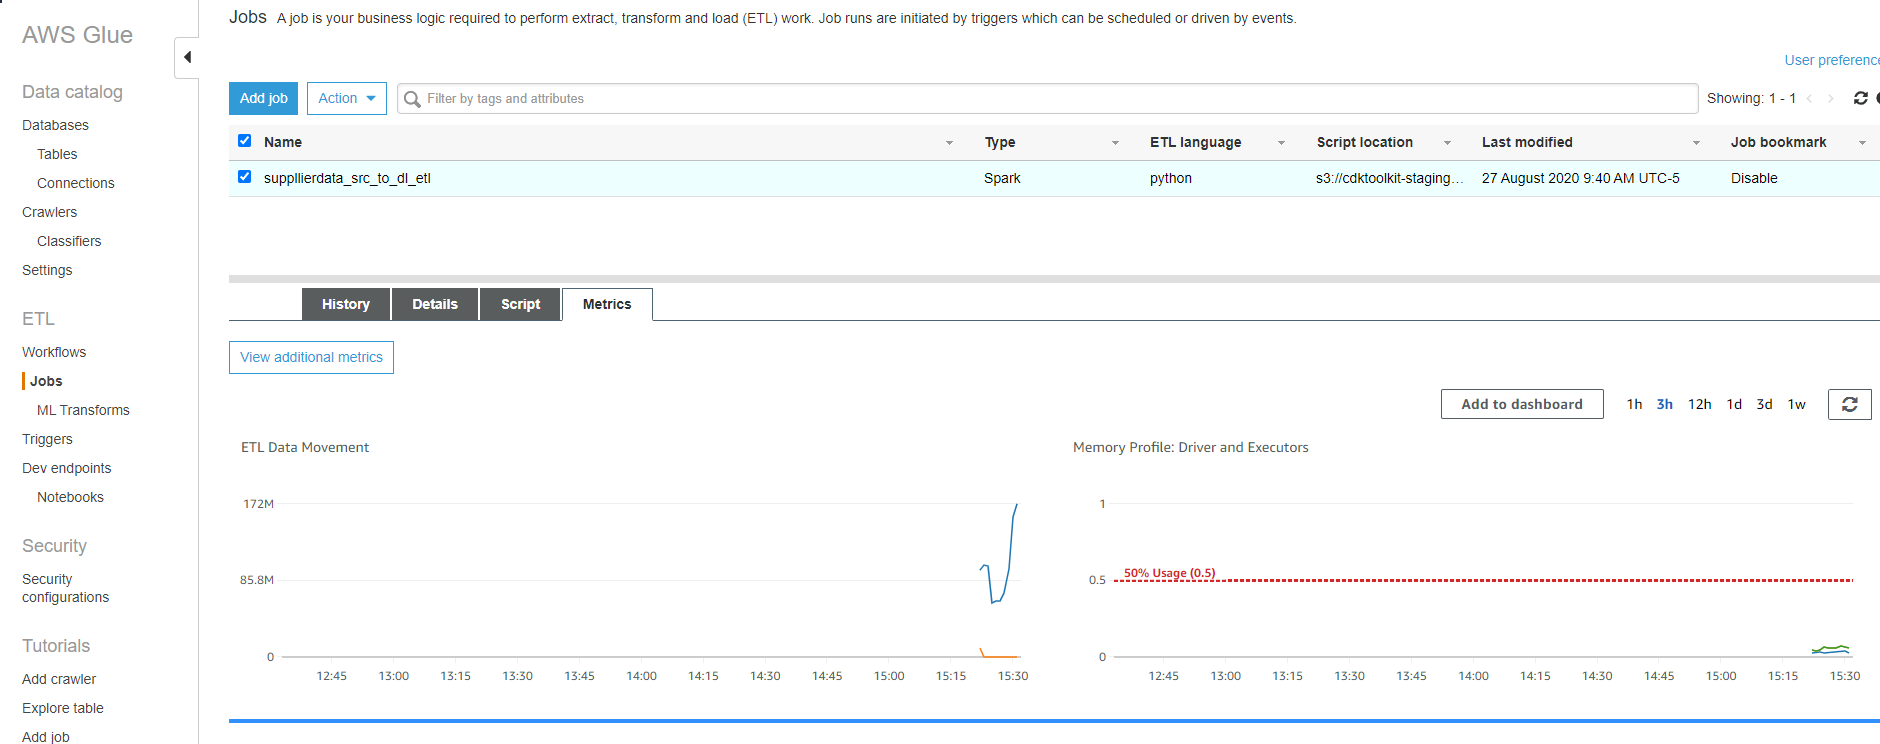 AWS Glue
Data catalog
Databases
Tables
Connections
Crawlers
Classifiers
Settings
ETL
Workflows
Jobs
ML Transforms
Triggers
Dev endpoints
Notebooks
Security
Security
configurations
Tutorials
Add crawler
Explore table
Add job
Jobs A job is your business logic required to perform extract, transform and load (ETL) work. Job runs are initiated by triggers which can be scheduled or driven by events.
User preference
Add job Action Filter by tags and attributes Showing: 1 - 1
Name Type ETL language Script location Last modified Job bookmark
suppllierdata_src_to_dl_etl Spark python s3://cdktoolkit-staging... 27 August 2020 9:40 AM UTC-5 Disable
History Details Script Metrics
View additional metrics
Add to dashboard 1h 3h 12h 1d 3d 1w
ETL Data Movement
172M
85.8M
0
12:45 13:00 13:15 13:30 13:45 14:00 14:15 14:30 14:45 15:00 15:15 15:30
Memory Profile: Driver and Executors
1
50% Usage (0.5)
0.5
0
12:45 13:00 13:15 13:30 13:45 14:00 14:15 14:30 14:45 15:00 15:15 15:30